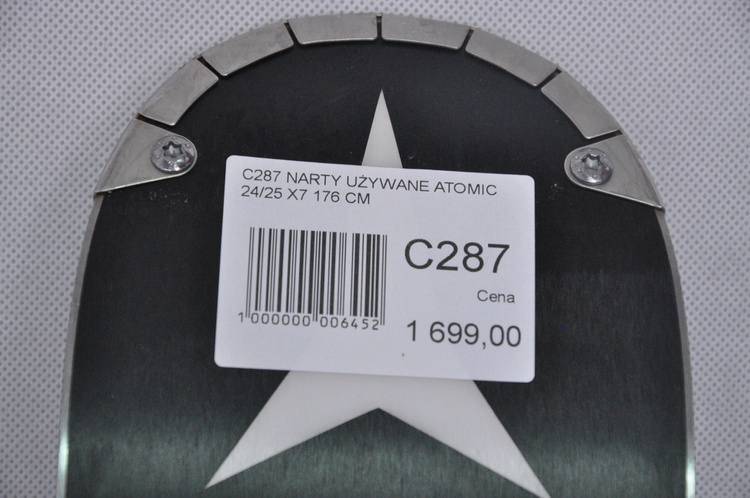 C287 NARTY UŻYWANE ATOMIC
24/25 X7 176 CM
C287
Cena
1 699,00
1 000000 006452